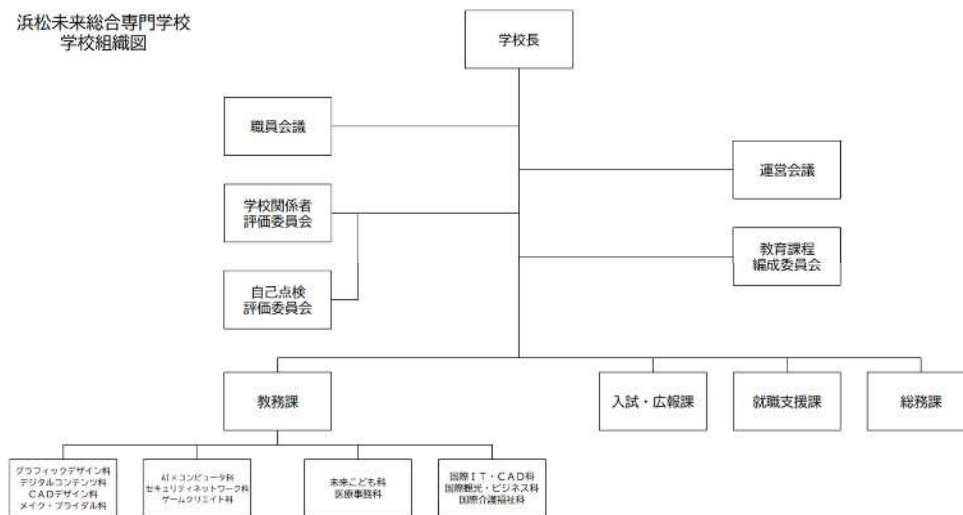 浜松未来総合専門学校
学校組織図
学校長
職員会議
運営会議
学校関係者
評価委員会
教育課程
編成委員会
自己点検
評価委員会
教務課
入試・広報課
就職支援課
総務課
グラフィックデザイン科
デジタルコンテンツ科
CADデザイン科
メイク・ブライダル科
AI×コンピュータ科
セキュリティネットワーク科
ゲームクリエイト科
未来こども科
医療事務科
国際IT・CAD科
国際観光・ビジネス科
国際介護福祉科